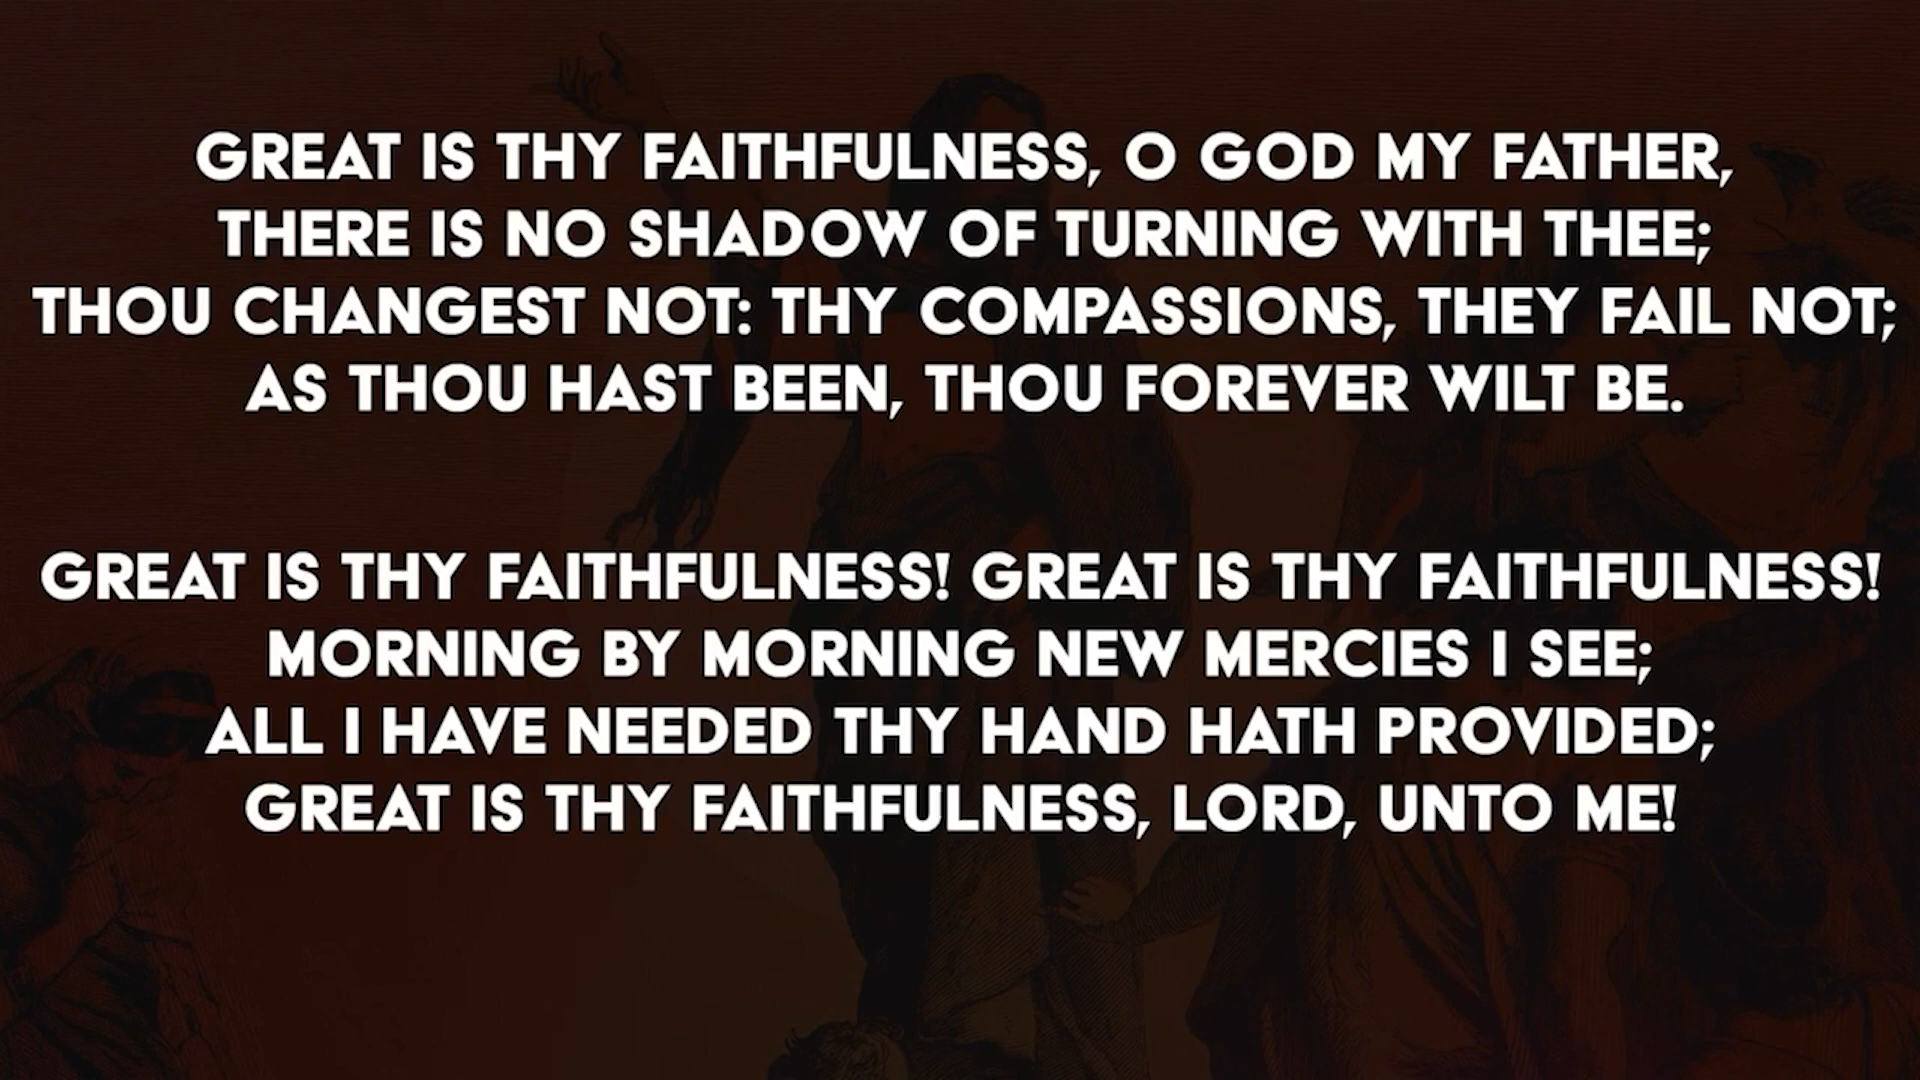 GREAT IS THY FAITHFULNESS, O GOD MY FATHER,
THERE IS NO SHADOW OF TURNING WITH THEE;
THOU CHANGEST NOT: THY COMPASSIONS, THEY FAIL NOT;
AS THOU HAST BEEN, THOU FOREVER WILT BE.
GREAT IS THY FAITHFULNESS! GREAT IS THY FAITHFULNESS!
MORNING BY MORNING NEW MERCIES I SEE;
ALL I HAVE NEEDED THY HAND HATH PROVIDED;
GREAT IS THY FAITHFULNESS, LORD, UNTO ME!